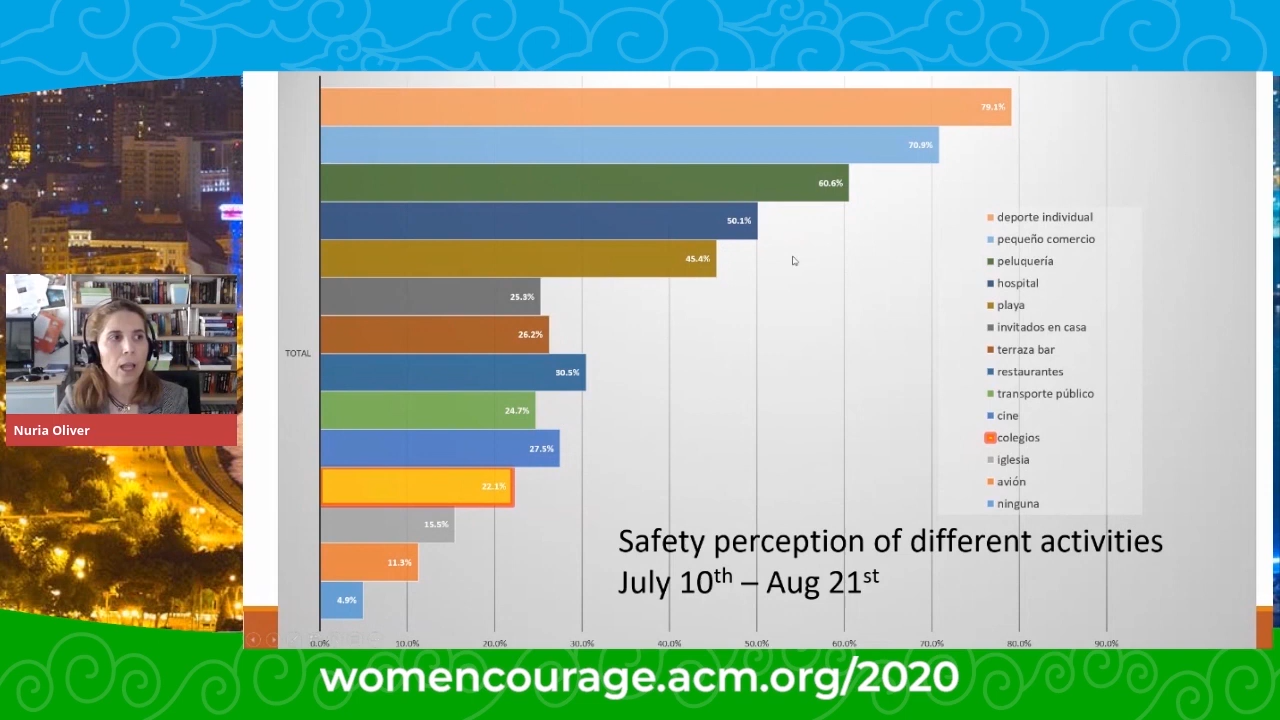 79.1%
70.9%
60.6%
50.1%
45.4%
25.3%
26.2%
30.5%
24.7%
27.5%
22.1%
15.5%
11.3%
4.9%
TOTAL
0.0%
10.0%
20.0%
30.0%
40.0%
50.0%
60.0%
70.0%
80.0%
90.0%
deporte individual
pequeño comercio
peluquería
hospital
playa
invitados en casa
terraza bar
restaurantes
transporte público
cine
colegios
iglesia
avión
ninguna
Safety perception of different activities
July 10th – Aug 21st
Nuria Oliver
womencourage.acm.org/2020